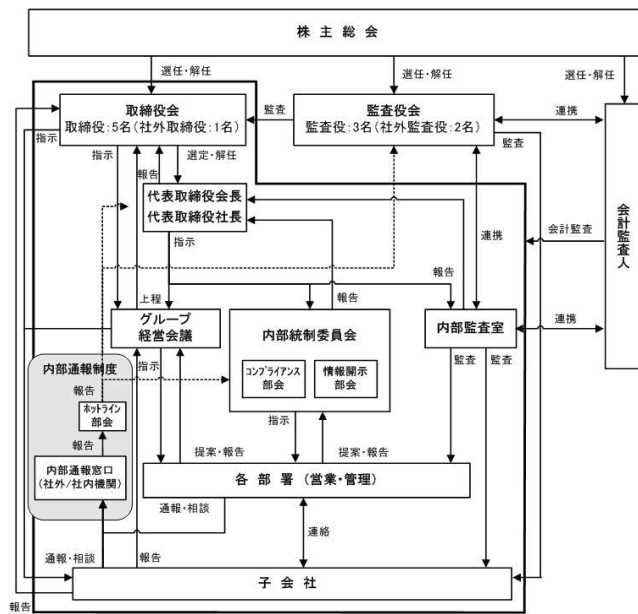 株主総会
選任・解任
選任・解任
選任・解任
取締役会
取締役:5名(社外取締役:1名)
監査
監査役会
監査役:3名(社外監査役:2名)
連携
監査
指示
指示
報告
選定・解任
代表取締役会長
代表取締役社長
指示
連携
会計監査
会計監査人
報告
報告
上程
グループ
経営会議
内部統制委員会
コンプライアンス
部会
情報開示
部会
内部監査室
連携
監査
監査
内部通報制度
報告
指示
ホットライン
部会
報告
指示
提案・報告
提案・報告
内部通報窓口
(社外/社内機関)
各部署(営業・管理)
通報・相談
連絡
通報・相談
報告
子会社
報告